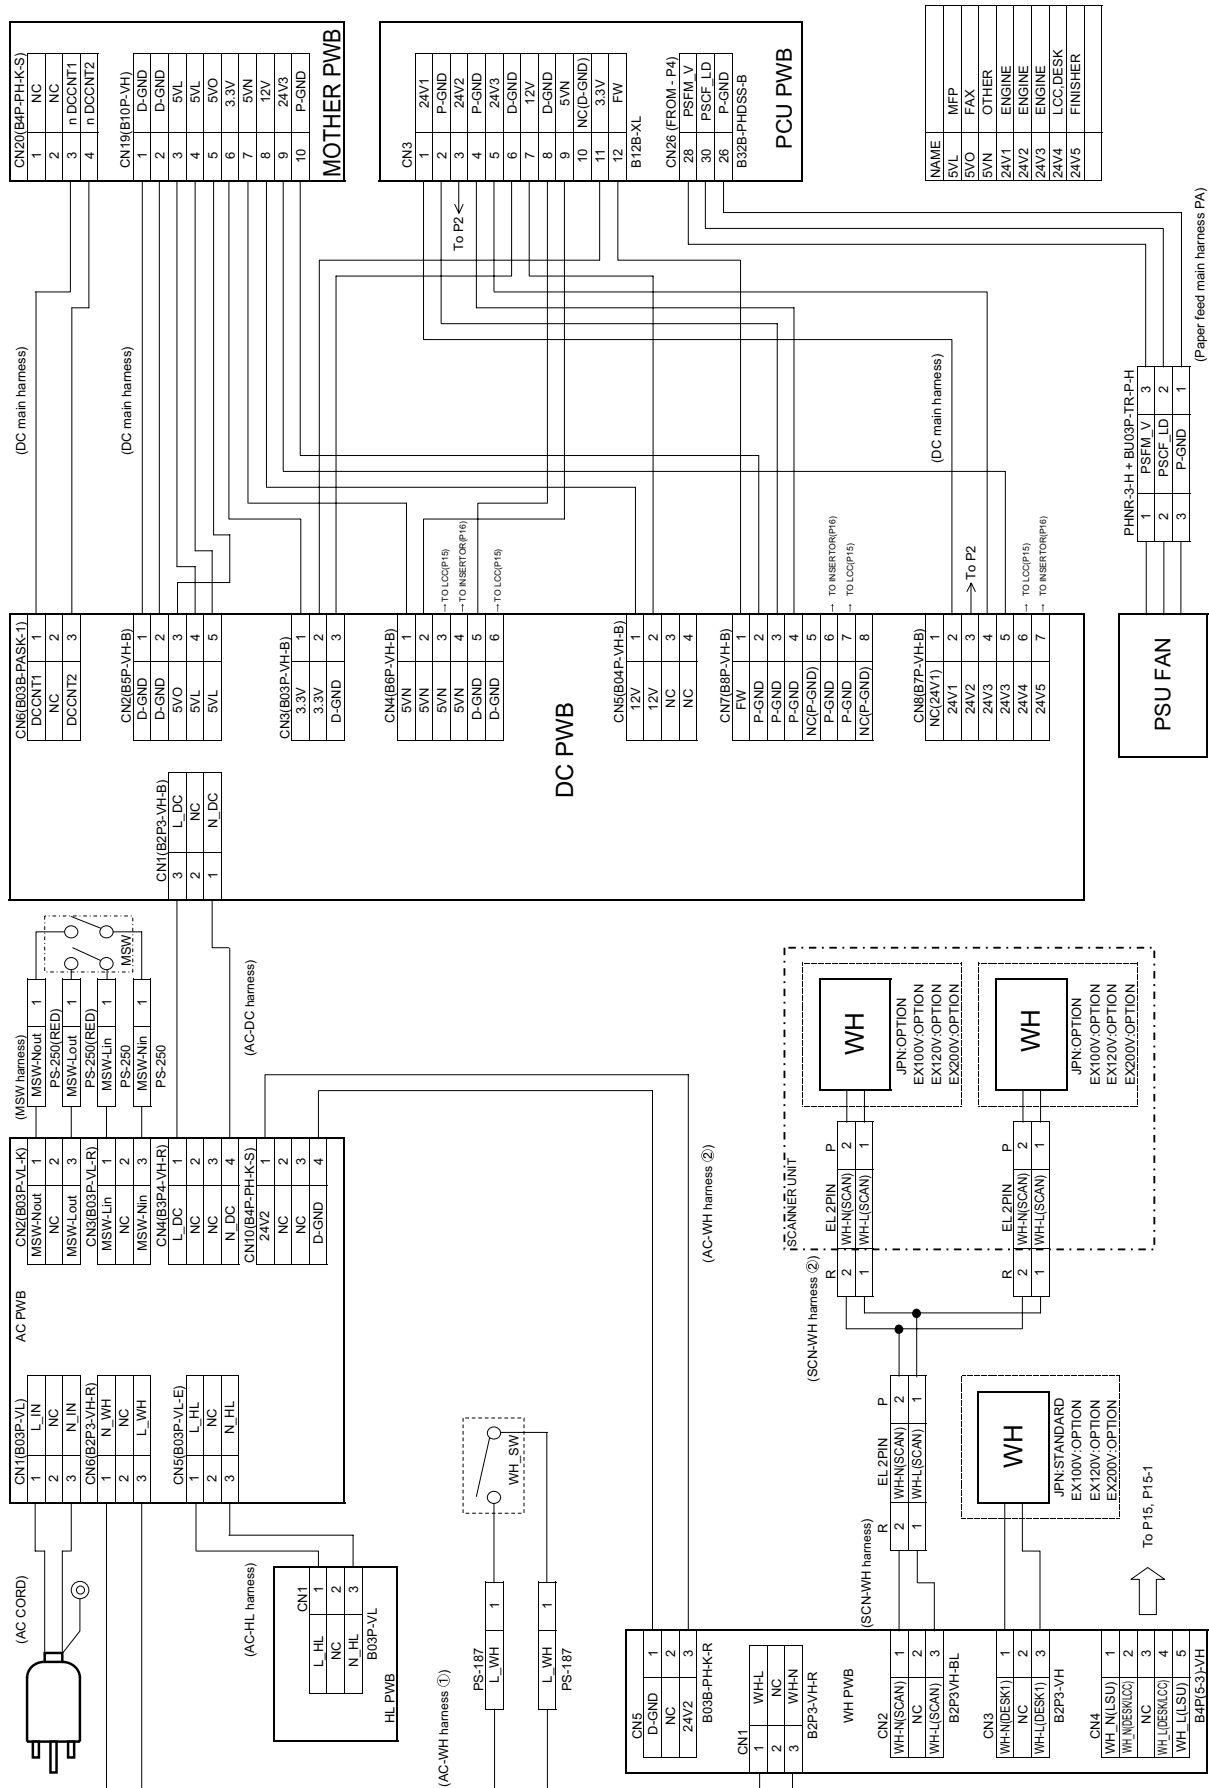 (AC CORD)
CN1(B03P-VL)
1 L_IN
2 NC
3 N_IN
CN6(B2P3-VH-R)
1 N_WH
2 NC
3 L_WH
CN5(B03P-VL-E)
1 L_HL
2 NC
3 N_HL
AC PWB
CN2(B03P-VL-K)
MSW-Nout 1
NC 2
MSW-Lout 3
CN3(B03P-VL-R)
MSW-Lin 1
NC 2
MSW-Nin 3
CN4(B3P4-VH-R)
L_DC 1
NC 2
NC 3
N_DC 4
CN10(B4P-PH-K-S)
24V2 1
NC 2
NC 3
D-GND 4
(MSW harness)
MSW-Nout 1
PS-250(RED)
MSW-Lout 1
PS-250(RED)
MSW-Lin 1
PS-250
MSW-Nin 1
PS-250
MSW
(AC-DC harness)
(AC-HL harness)
CN1
L_HL 1
NC 2
N_HL 3
B03P-VL
HL PWB
CN1(B2P3-VH-B)
3 L_DC
2 NC
1 N_DC
DC PWB
CN6(B03B-PASK-1)
DCCNT1 1
NC 2
DCCNT2 3
CN2(B5P-VH-B)
D-GND 1
D-GND 2
5VO 3
5VL 4
5VL 5
CN3(B03P-VH-B)
3.3V 1
3.3V 2
D-GND 3
CN4(B6P-VH-B)
5VN 1
5VN 2
5VN 3 → TO LCC(P15)
5VN 4 → TO INSERTOR(P16)
D-GND 5
D-GND 6 → TO LCC(P15)
CN5(B04P-VH-B)
12V 1
12V 2
NC 3
NC 4
CN7(B8P-VH-B)
FW 1
P-GND 2
P-GND 3
P-GND 4
NC(P-GND) 5
P-GND 6 → TO INSERTOR(P16)
P-GND 7 → TO LCC(P15)
NC(P-GND) 8
CN8(B7P-VH-B)
NC(24V1) 1
24V1 2
24V2 3 → To P2
24V3 4
24V3 5
24V4 6 → TO LCC(P15)
24V5 7 → TO INSERTOR(P16)
(DC main harness)
(DC main harness)
(DC main harness)
CN20(B4P-PH-K-S)
1 NC
2 NC
3 n DCCNT1
4 n DCCNT2
CN19(B10P-VH)
1 D-GND
2 D-GND
3 5VL
4 5VL
5 5VO
6 3.3V
7 5VN
8 12V
9 24V3
10 P-GND
MOTHER PWB
CN3
1 24V1
2 P-GND
To P2 ← 3 24V2
4 P-GND
5 24V3
6 D-GND
7 12V
8 D-GND
9 5VN
10 NC(D-GND)
11 3.3V
12 FW
B12B-XL
CN26 (FROM - P4)
28 PSFM_V
30 PSCF_LD
26 P-GND
B32B-PHDSS-B
PCU PWB
NAME
5VL MFP
5VO FAX
5VN OTHER
24V1 ENGINE
24V2 ENGINE
24V3 ENGINE
24V4 LCC,DESK
24V5 FINISHER
PSU FAN
PHNR-3-H + BU03P-TR-P-H
1 PSFM_V 3
2 PSCF_LD 2
3 P-GND 1
(Paper feed main harness PA)
(AC-WH harness ①)
PS-187
L_WH 1
L_WH 1
PS-187
WH_SW
(AC-WH harness ②)
CN5
D-GND 1
NC 2
24V2 3
B03B-PH-K-R
CN1
1 WH-L
2 NC
3 WH-N
B2P3-VH-R
WH PWB
CN2
WH-N(SCAN) 1
NC 2
WH-L(SCAN) 3
B2P3VH-BL
CN3
WH-N(DESK1) 1
NC 2
WH-L(DESK1) 3
B2P3-VH
CN4
WH_N(LSU) 1
WH_N(DESK/LCC) 2
NC 3
WH_L(DESK/LCC) 4
WH_L(LSU) 5
B4P(5-3)-VH
(SCN-WH harness)
R EL 2PIN P
2 WH-N(SCAN) 2
1 WH-L(SCAN) 1
WH
JPN:STANDARD
EX100V:OPTION
EX120V:OPTION
EX200V:OPTION
To P15, P15-1
(SCN-WH harness ②)
SCANNER UNIT
R EL 2PIN P
2 WH-N(SCAN) 2
1 WH-L(SCAN) 1
WH
JPN:OPTION
EX100V:OPTION
EX120V:OPTION
EX200V:OPTION
R EL 2PIN P
2 WH-N(SCAN) 2
1 WH-L(SCAN) 1
WH
JPN:OPTION
EX100V:OPTION
EX120V:OPTION
EX200V:OPTION